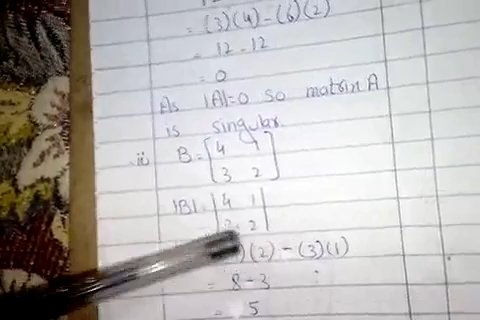 = (3)(4) - (6)(2)
= 12 - 12
= 0
As |A|=0 so matrix A
is singular.
ii B = [4 1
3 2]
|B| = |4 1
2|
)(2) - (3)(1)
= 8 - 3
= 5